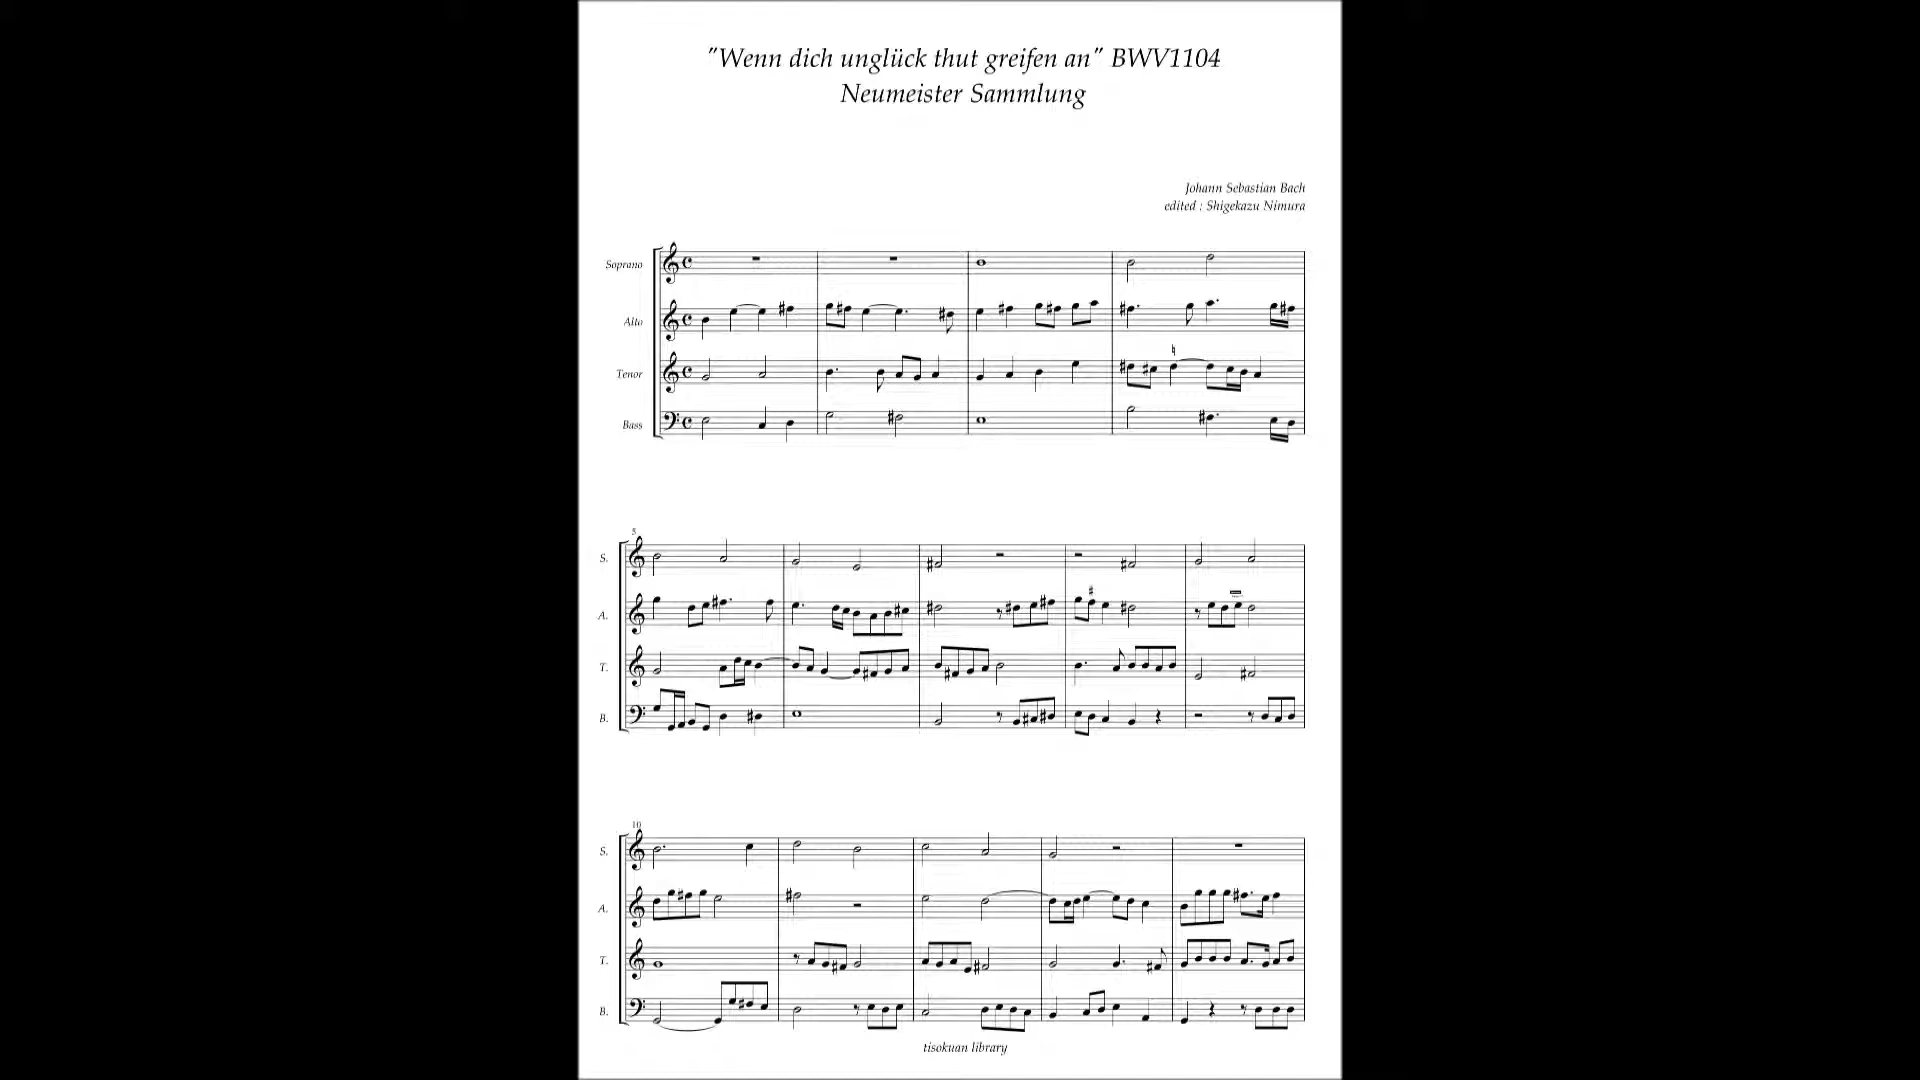 "Wenn dich unglück thut greifen an" BWV1104
Neumeister Sammlung
Johann Sebastian Bach
edited : Shigekazu Nimura
Soprano
Alto
Tenor
Bass
5
S.
A.
T.
B.
10
S.
A.
T.
B.
tisokuan library